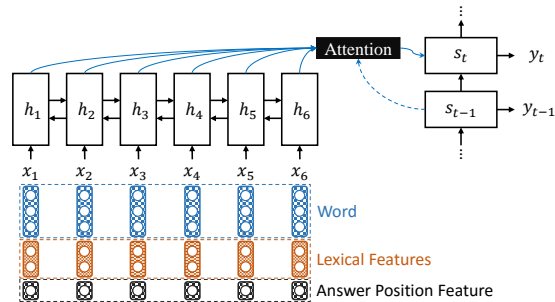 Attention
s_t
y_t
h_1 h_2 h_3 h_4 h_5 h_6
s_{t-1}
y_{t-1}
x_1 x_2 x_3 x_4 x_5 x_6
Word
Lexical Features
Answer Position Feature